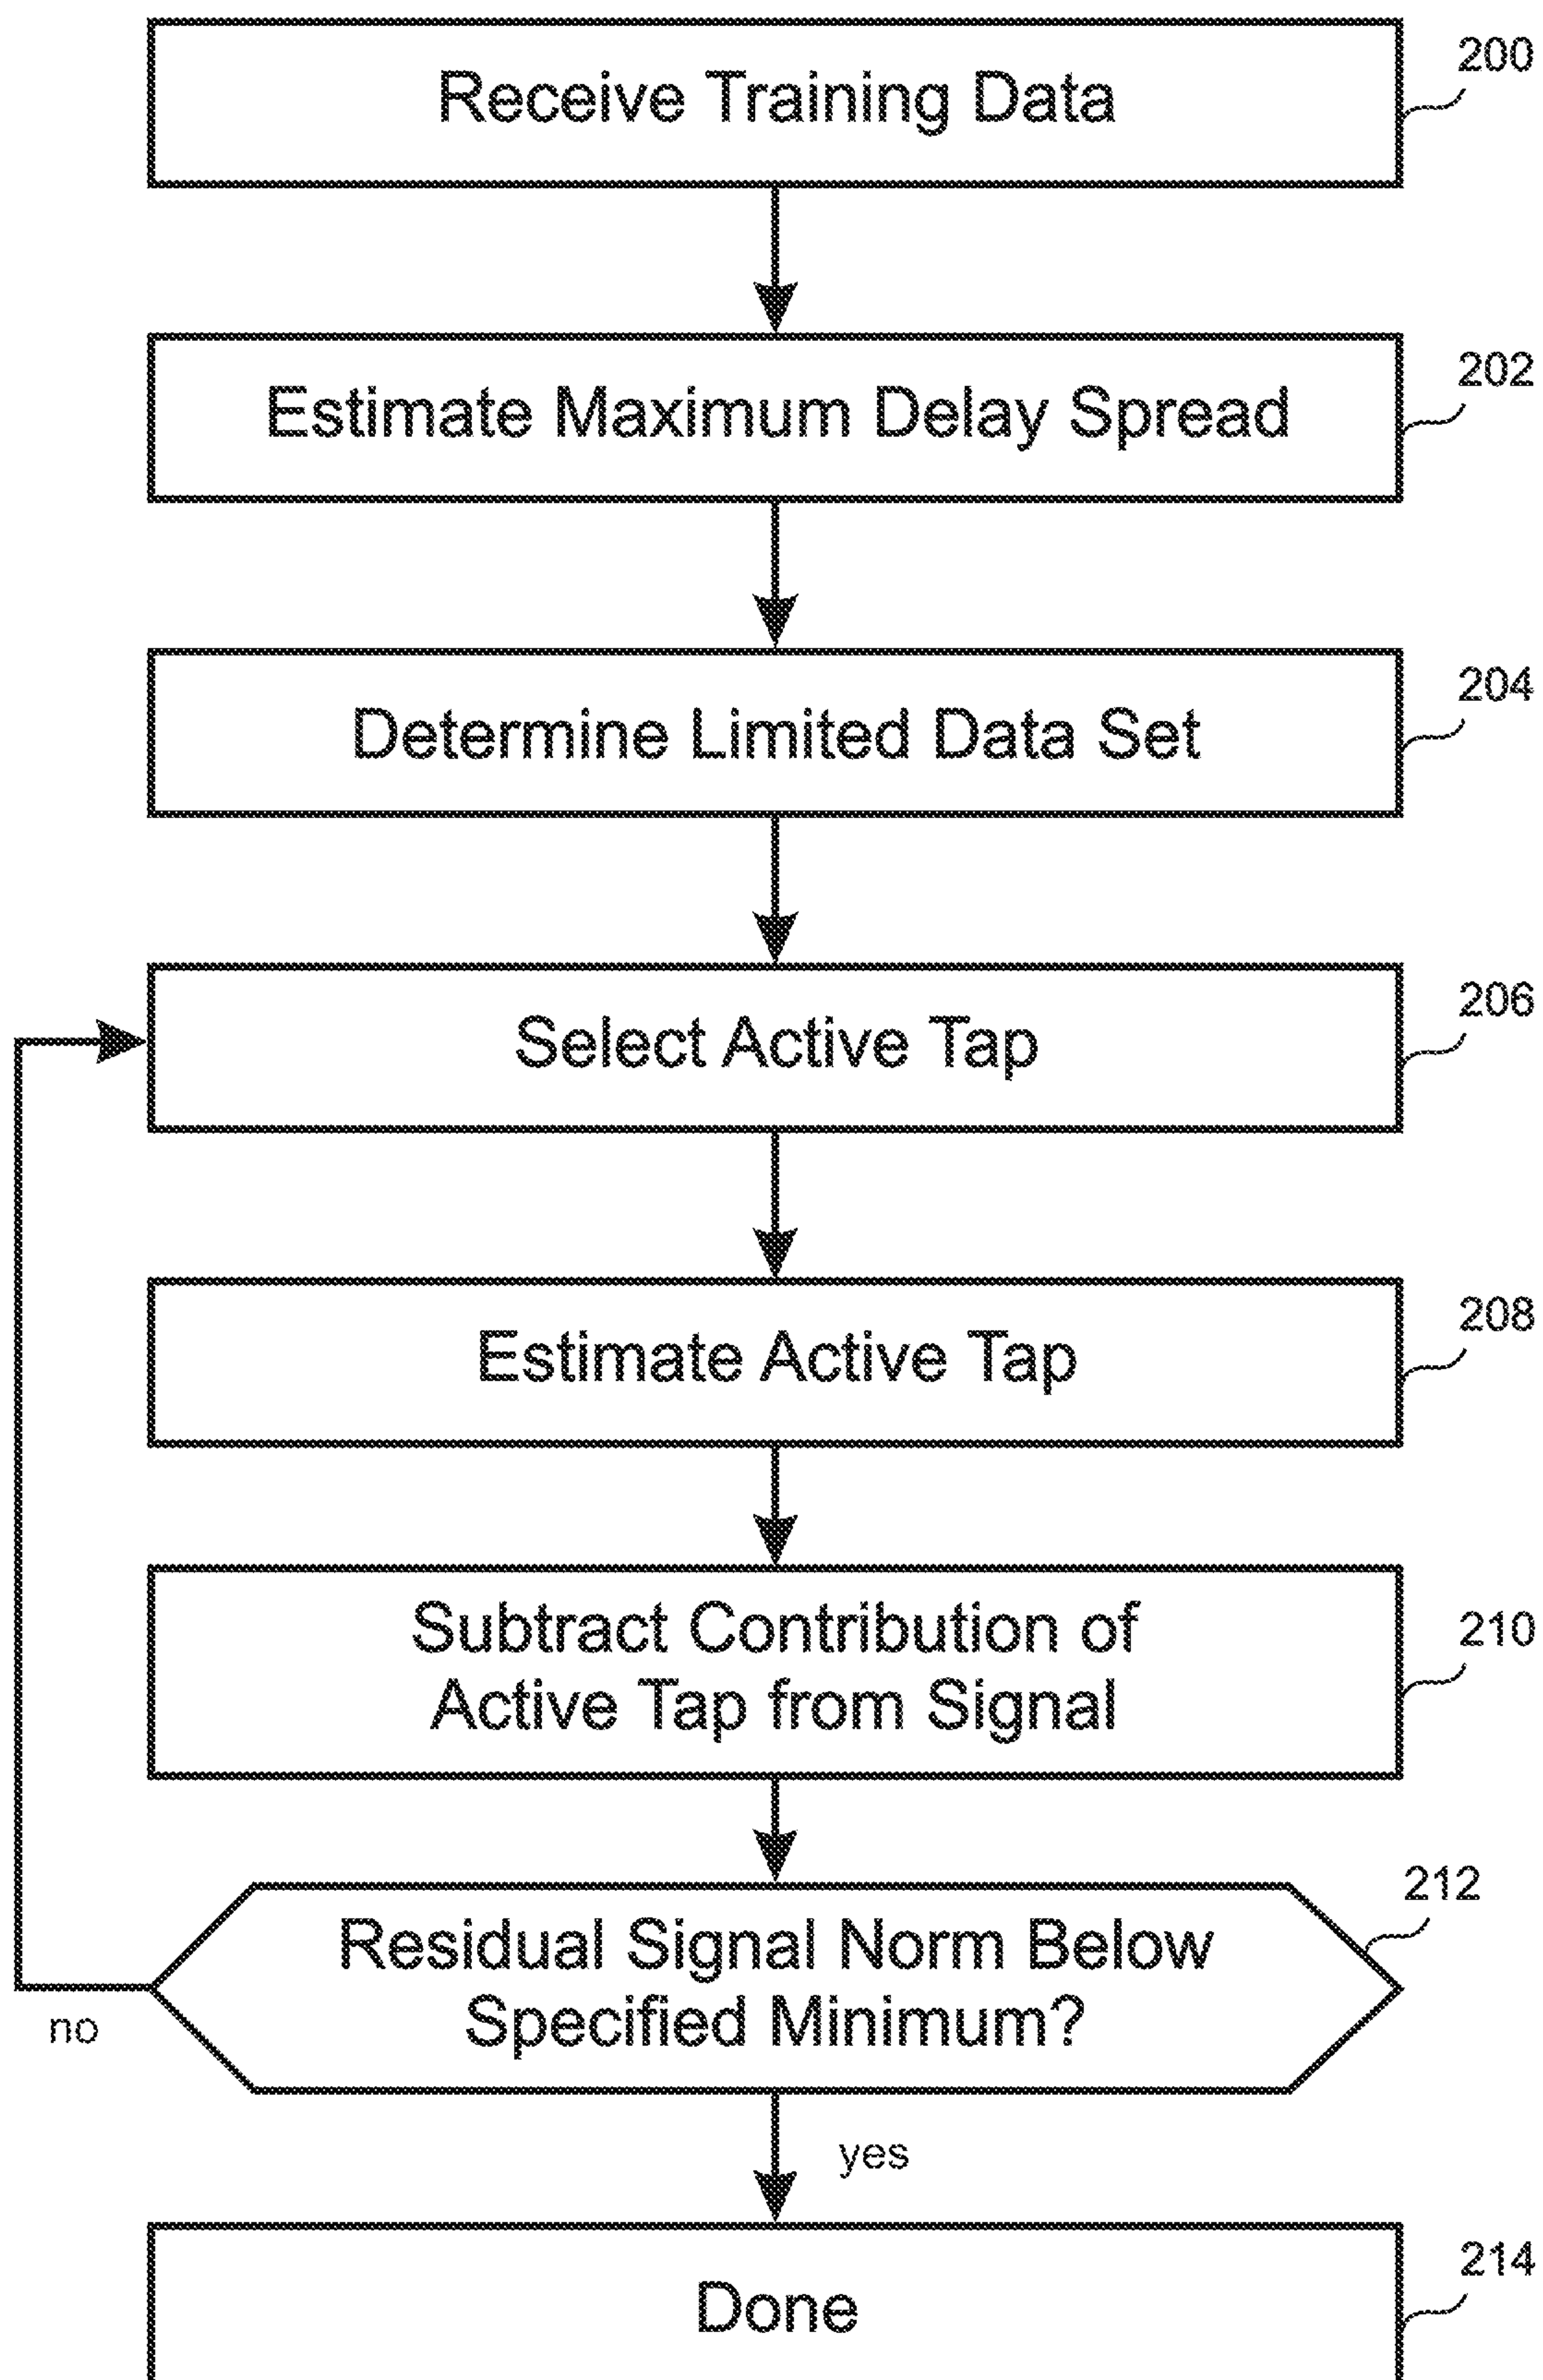 Receive Training Data
200
Estimate Maximum Delay Spread
202
Determine Limited Data Set
204
Select Active Tap
206
Estimate Active Tap
208
Subtract Contribution of
Active Tap from Signal
210
Residual Signal Norm Below
Specified Minimum?
212
no
yes
Done
214